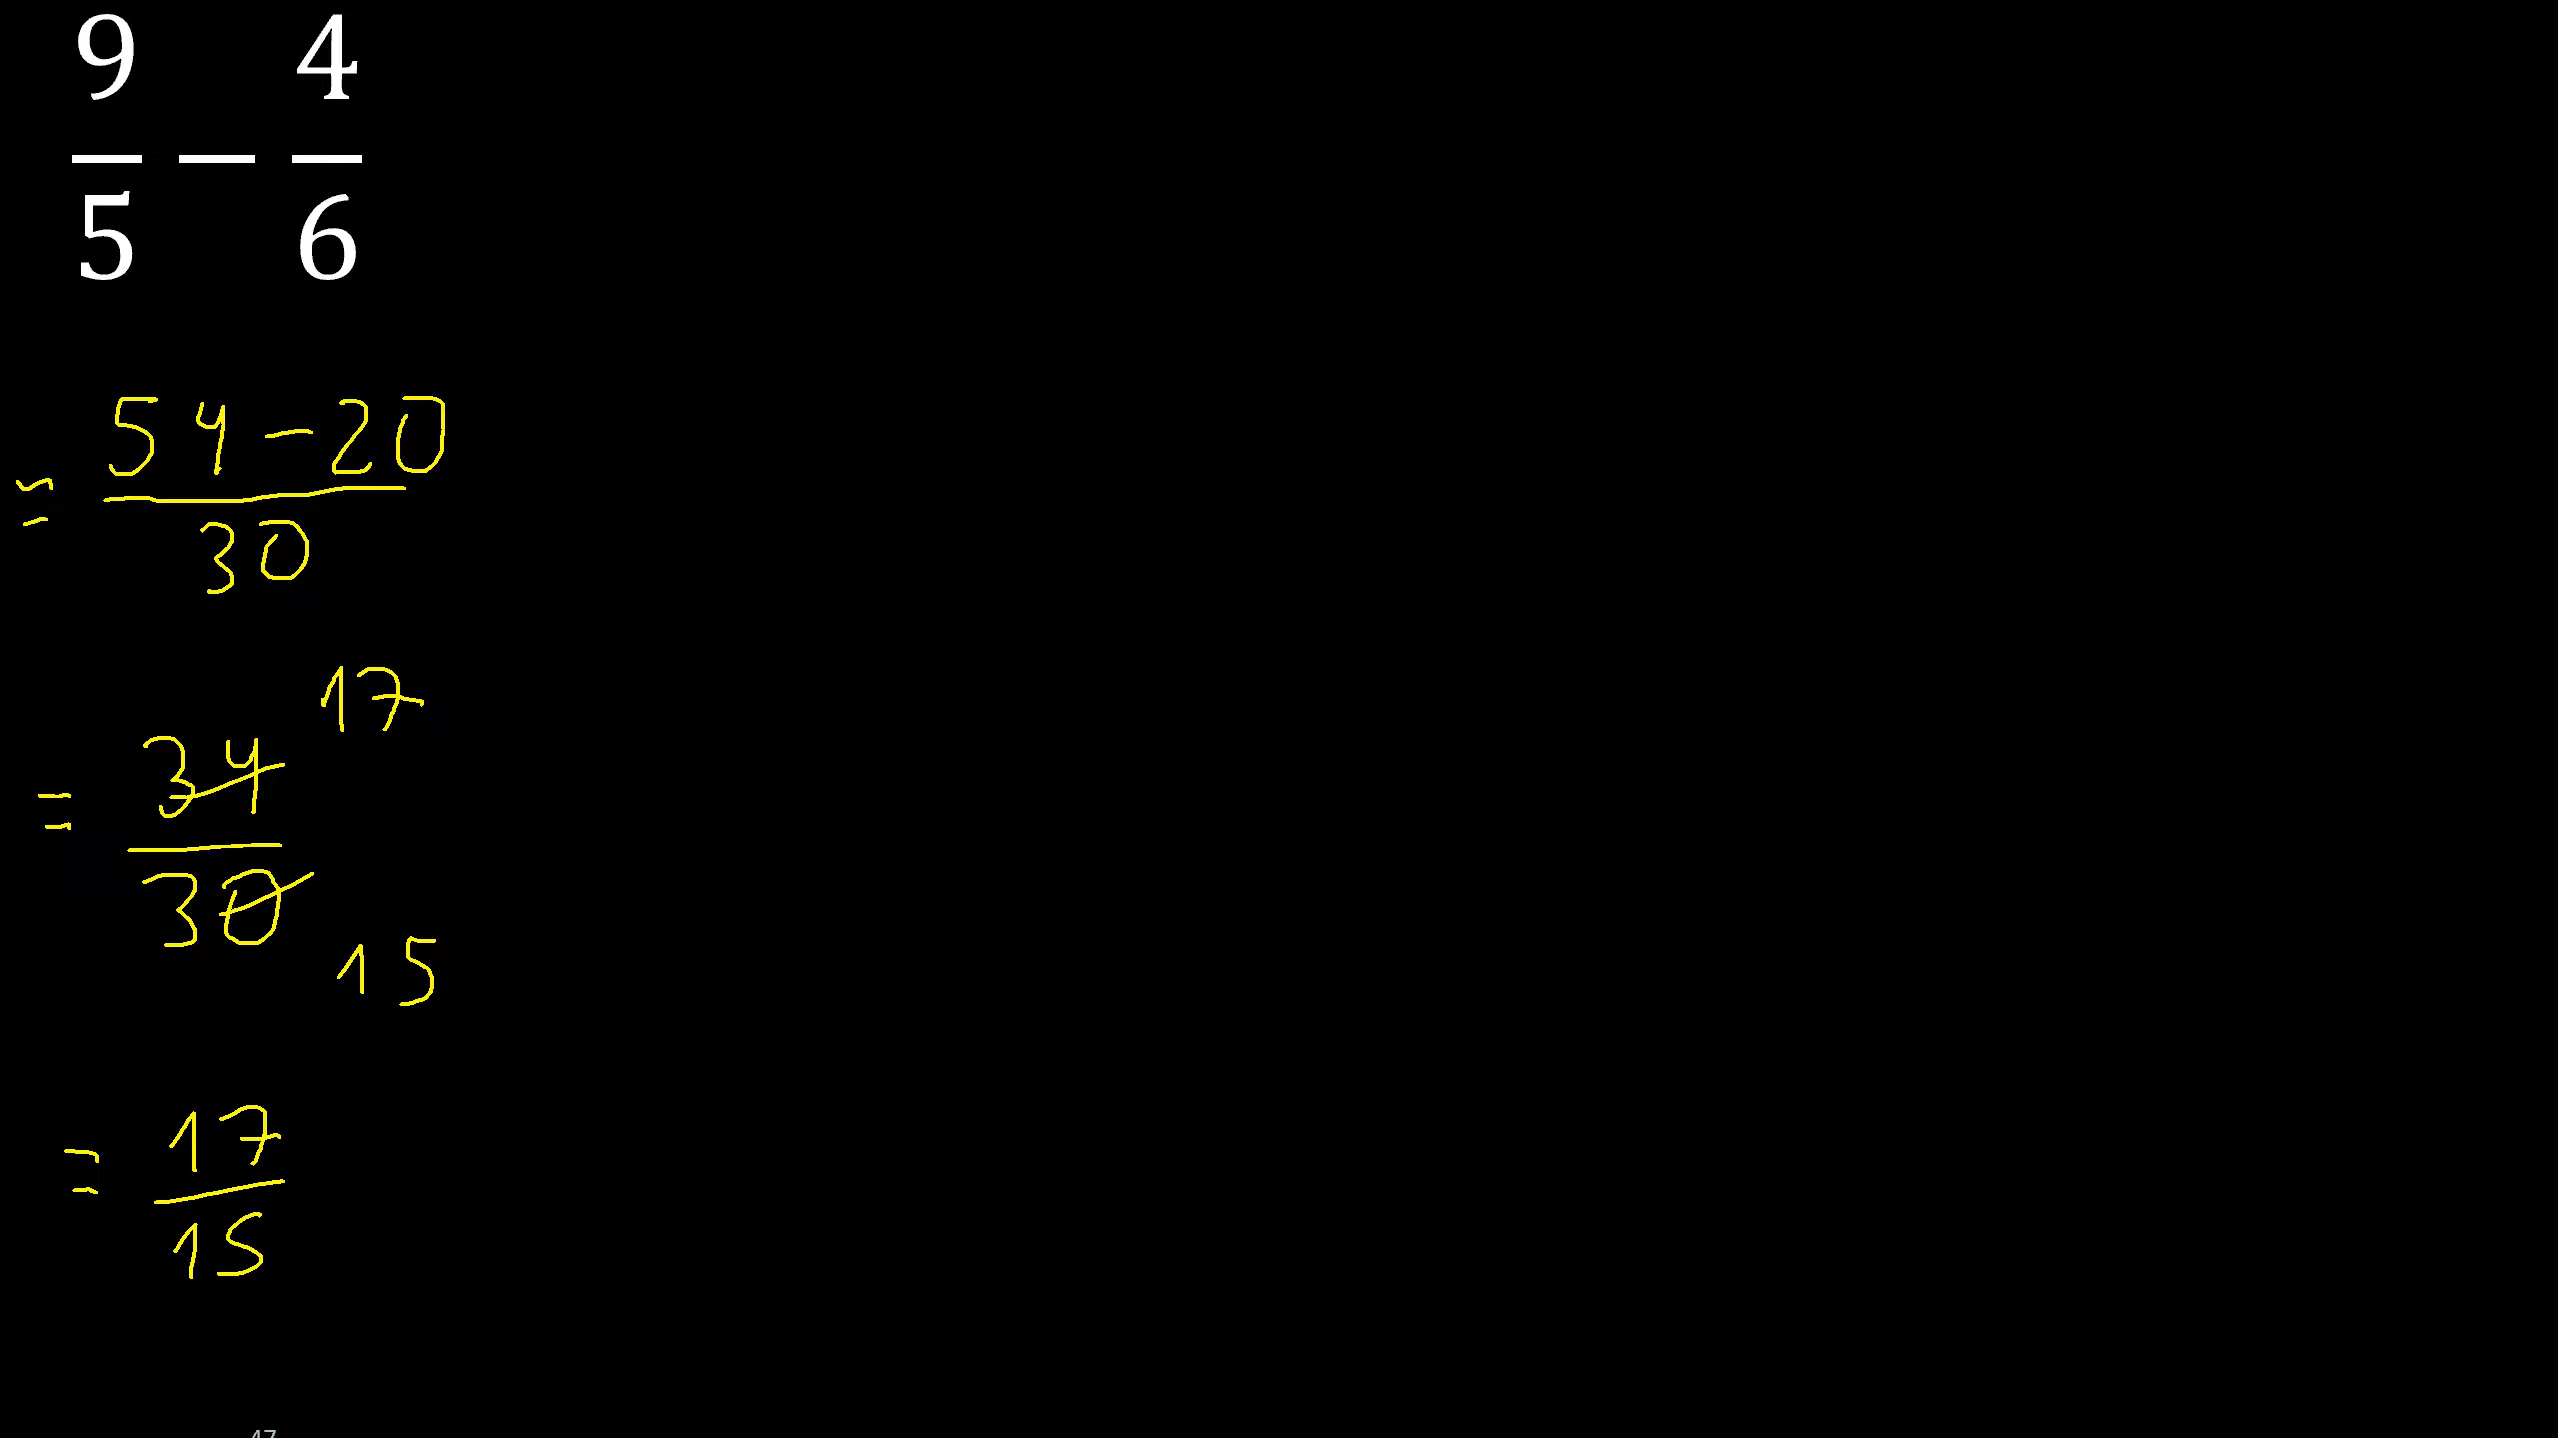 9/5 − 4/6
= 54 − 20 / 30
= 34/30 17 15
= 17/15